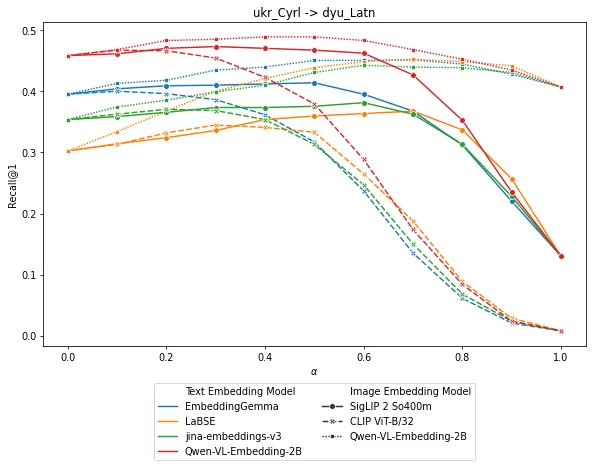 ukr_Cyrl -> dyu_Latn
Recall@1
0.5
0.4
0.3
0.2
0.1
0.0
0.0 0.2 0.4 0.6 0.8 1.0
α
Text Embedding Model Image Embedding Model
EmbeddingGemma SigLIP 2 So400m
LaBSE CLIP ViT-B/32
jina-embeddings-v3 Qwen-VL-Embedding-2B
Qwen-VL-Embedding-2B